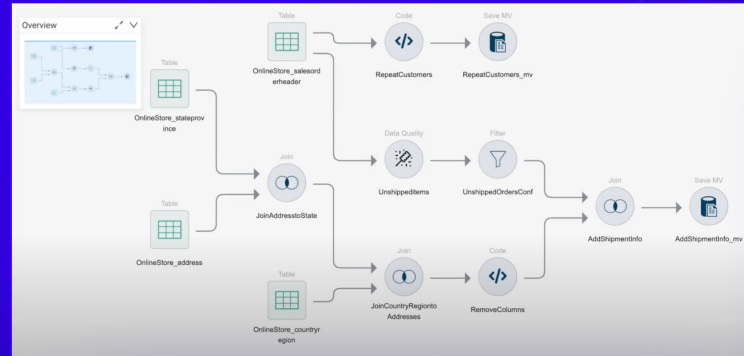 Overview
Table
OnlineStore_stateprov
ince
Table
OnlineStore_address
Table
OnlineStore_salesord
erheader
Join
JoinAddresstoState
Table
OnlineStore_countryr
egion
Code
RepeatCustomers
Save MV
RepeatCustomers_mv
Data Quality
Unshippeditems
Filter
UnshippedOrdersConf
Join
JoinCountryRegionto
Addresses
Code
RemoveColumns
Join
AddShipmentInfo
Save MV
AddShipmentInfo_mv